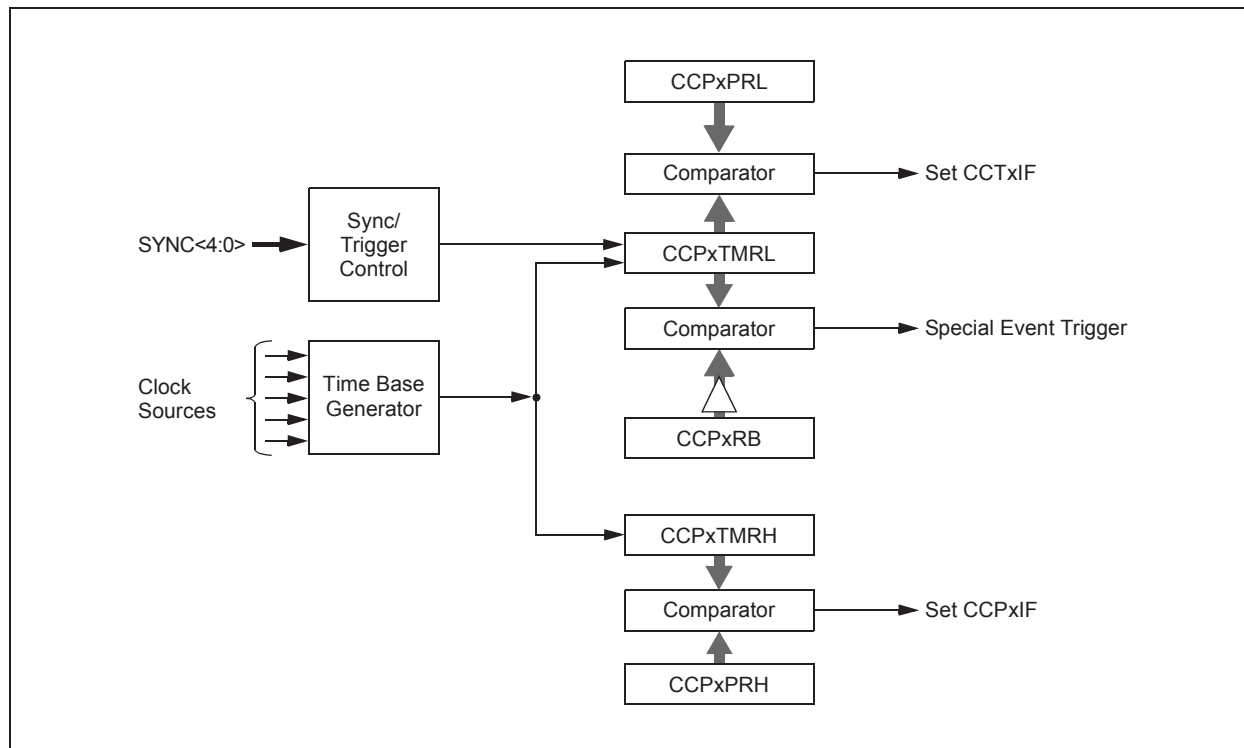 CCPxPRL
Comparator
Set CCTxIF
Sync/
Trigger
Control
SYNC<4:0>
CCPxTMRL
Comparator
Special Event Trigger
Clock
Sources
Time Base
Generator
CCPxRB
CCPxTMRH
Comparator
Set CCPxIF
CCPxPRH